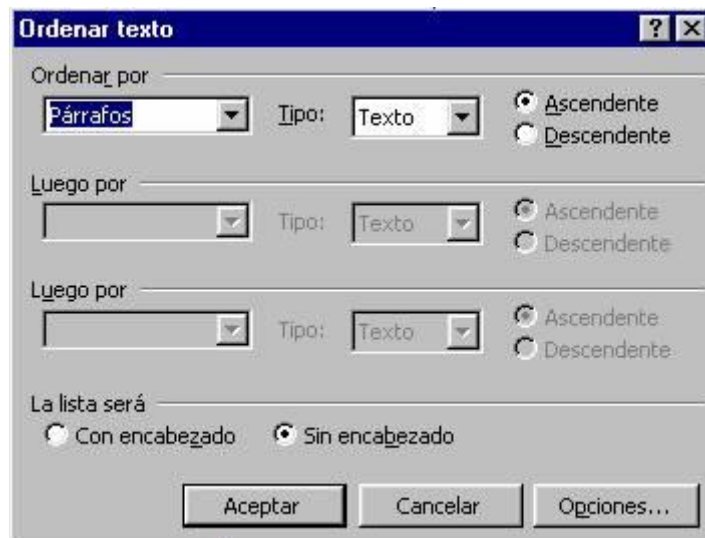 Ordenar texto
Ordenar por
Párrafos Tipo: Texto Ascendente
Descendente
Luego por
Tipo: Texto Ascendente
Descendente
Luego por
Tipo: Texto Ascendente
Descendente
La lista será
Con encabezado Sin encabezado
Aceptar Cancelar Opciones...